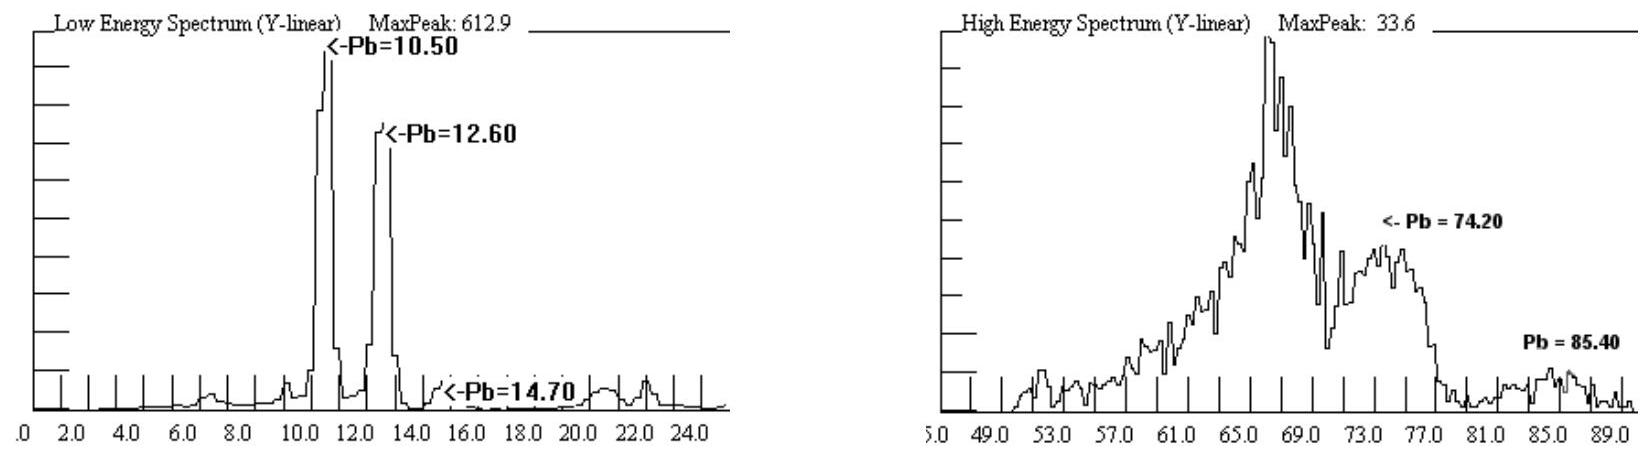 Low Energy Spectrum (Y-linear) MaxPeak: 612.9
<-Pb=10.50
<-Pb=12.60
<-Pb=14.70
.0 2.0 4.0 6.0 8.0 10.0 12.0 14.0 16.0 18.0 20.0 22.0 24.0
High Energy Spectrum (Y-linear) MaxPeak: 33.6
<- Pb = 74.20
Pb = 85.40
5.0 49.0 53.0 57.0 61.0 65.0 69.0 73.0 77.0 81.0 85.0 89.0